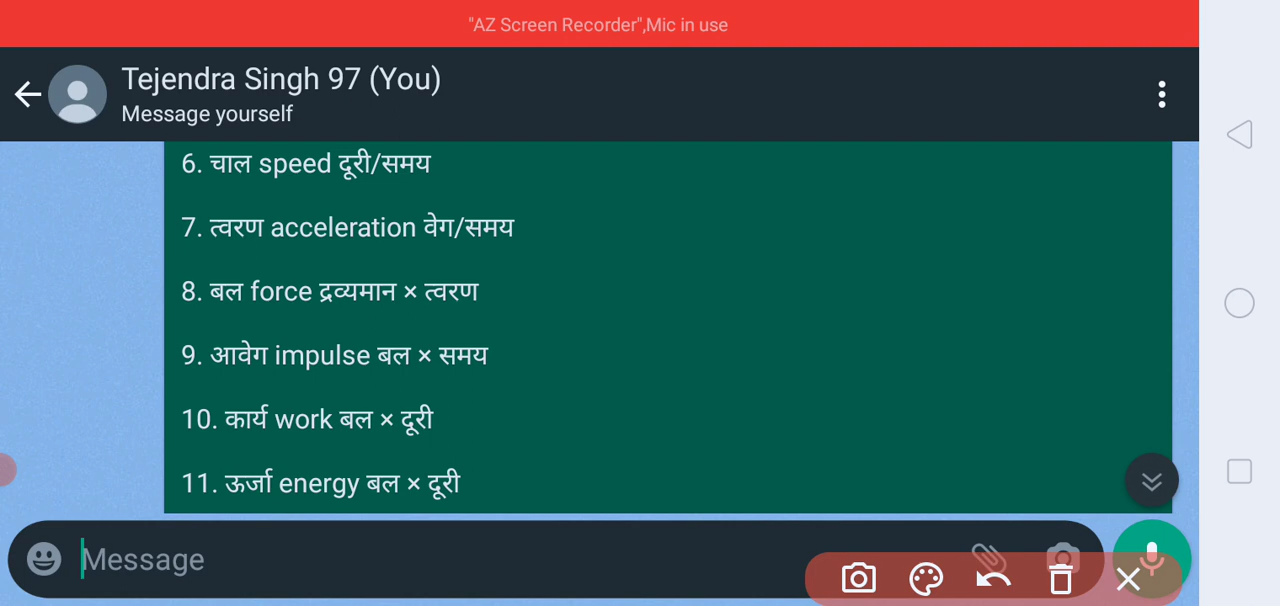 "AZ Screen Recorder",Mic in use
Tejendra Singh 97 (You)
Message yourself
6. चाल speed दूरी/समय
7. त्वरण acceleration वेग/समय
8. बल force द्रव्यमान × त्वरण
9. आवेग impulse बल × समय
10. कार्य work बल × दूरी
11. ऊर्जा energy बल × दूरी
Message